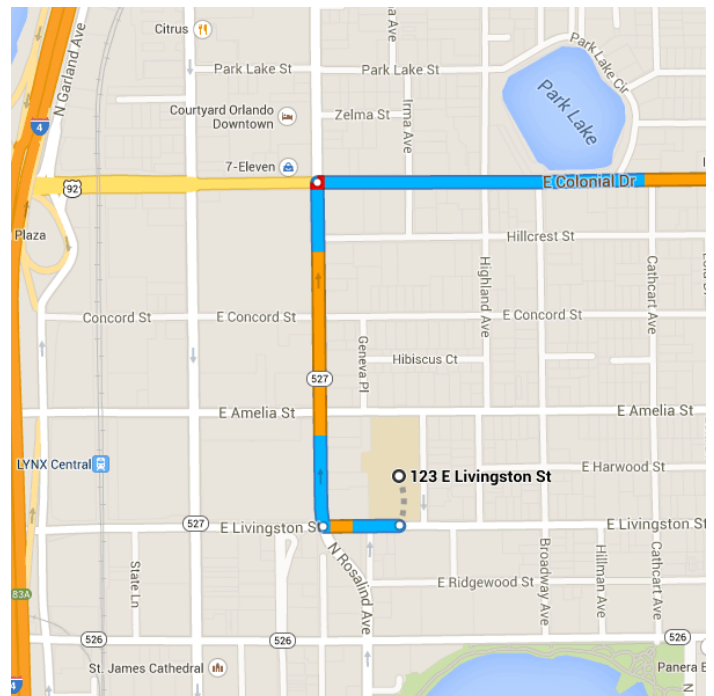 Citrus
N Garland Ave
a Ave
Park Lake St
Park Lake St
Park Lake Cir
Park Lake
4
Courtyard Orlando
Downtown
Zelma St
Irma Ave
7-Eleven
92
E Colonial Dr
Plaza
Hillcrest St
Highland Ave
Cathcart Ave
Concord St
E Concord St
E Concord St
Geneva Pl
Hibiscus Ct
527
E Amelia St
E Amelia St
LYNX Central
E Harwood St
123 E Livingston St
527
E Livingston St
E Livingston St
N Rosalind Ave
State Ln
Broadway Ave
Hillman Ave
Cathcart Ave
E Ridgewood St
83A
526
526
526
St. James Cathedral
Panera B
N
4